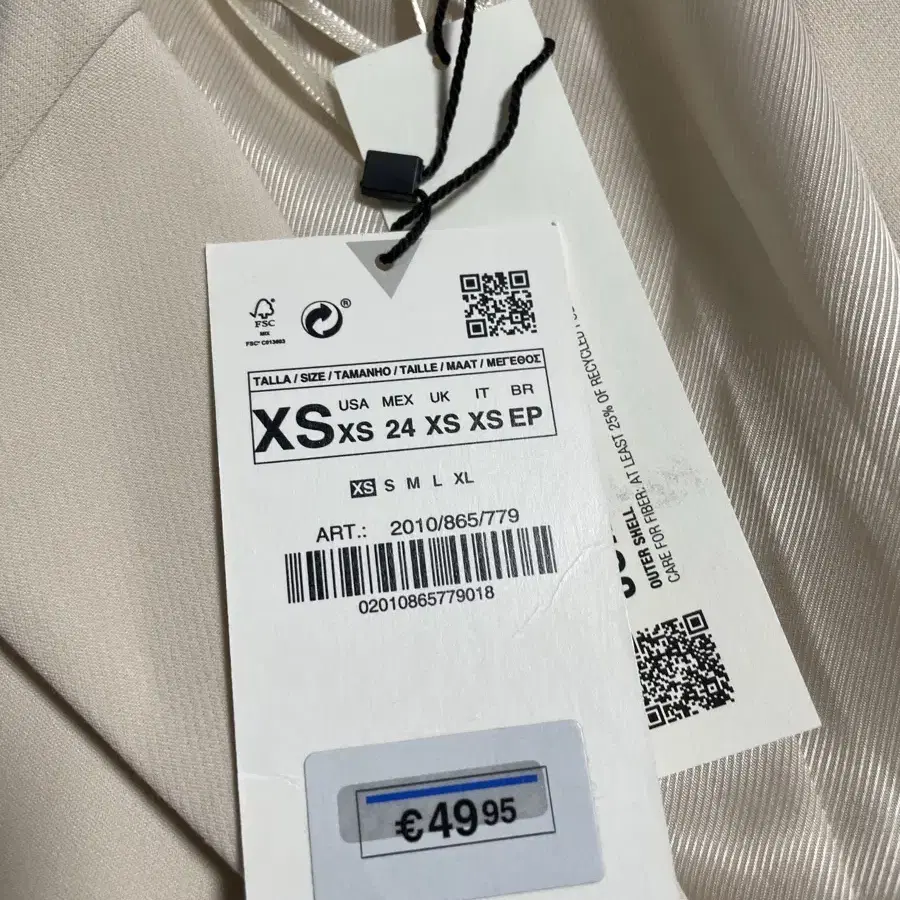 FSC
MIX
FSC® C013683
®
TALLA / SIZE / TAMANHO / TAILLE / MAAT / ΜΕΓΕΘΟΣ
XS
USA MEX UK IT BR
XS 24 XS XS EP
XS S M L XL
ART.: 2010/865/779
02010865779018
€49 95
OUTER SHELL
CARE FOR FIBER: AT LEAST 25% OF RECYCLED